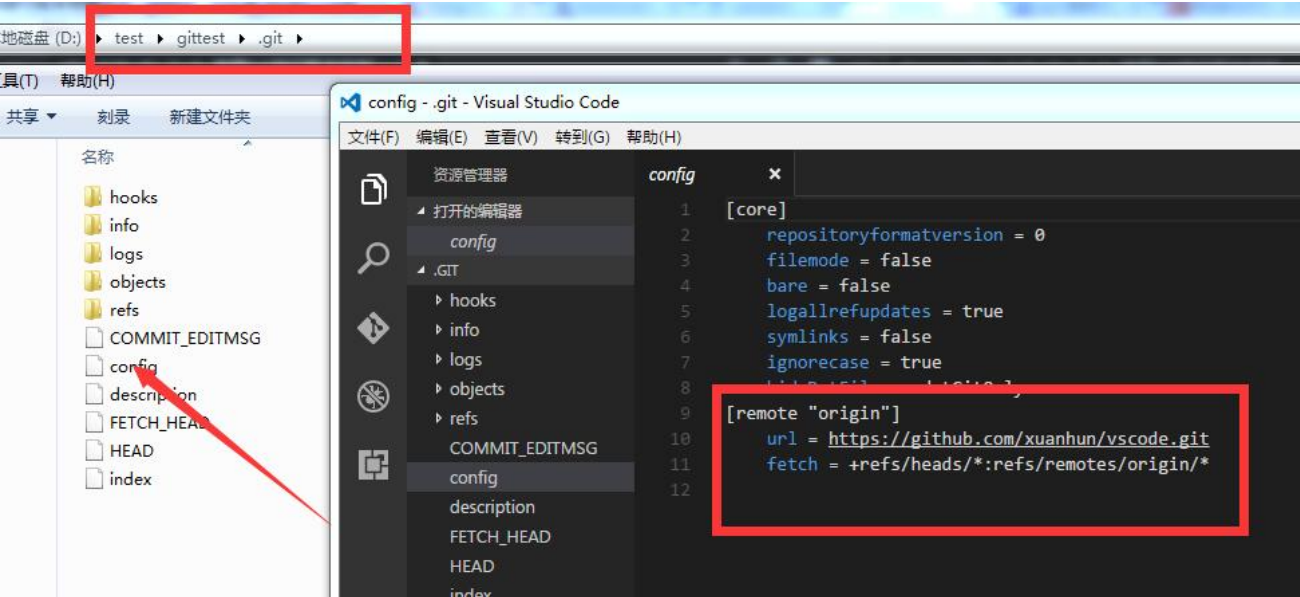 地磁盘 (D:) ▸ test ▸ gittest ▸ .git ▸
具(T) 帮助(H)
共享 ▾ 刻录 新建文件夹
名称
hooks
info
logs
objects
refs
COMMIT_EDITMSG
config
description
FETCH_HEAD
HEAD
index
config - .git - Visual Studio Code
文件(F) 编辑(E) 查看(V) 转到(G) 帮助(H)
资源管理器
打开的编辑器
config
.GIT
hooks
info
logs
objects
refs
COMMIT_EDITMSG
config
description
FETCH_HEAD
HEAD
index
config ×
1 [core]
2 repositoryformatversion = 0
3 filemode = false
4 bare = false
5 logallrefupdates = true
6 symlinks = false
7 ignorecase = true
8
9 [remote "origin"]
10 url = https://github.com/xuanhun/vscode.git
11 fetch = +refs/heads/*:refs/remotes/origin/*
12